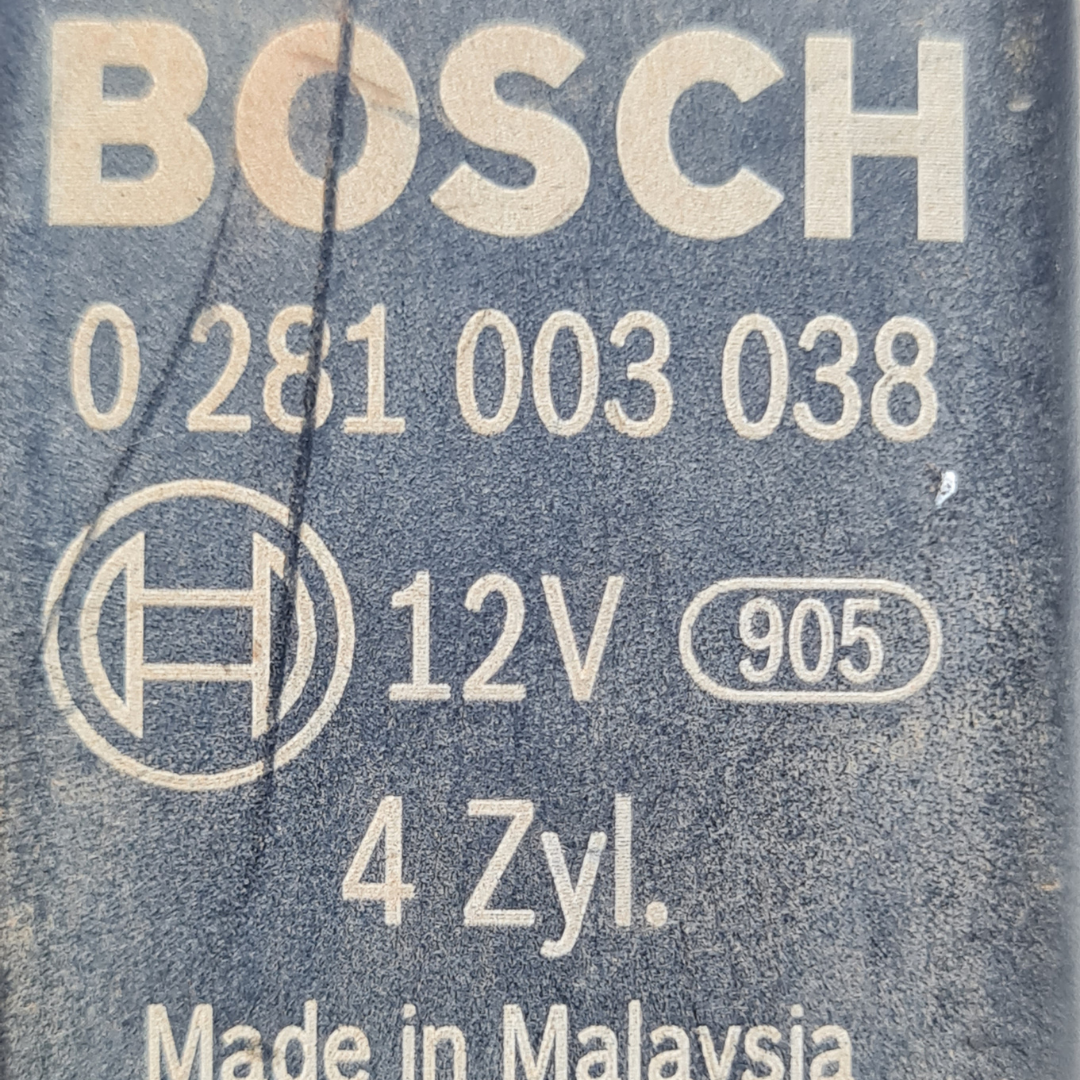 BOSCH
0 281 003 038
12V 905
4 Zyl.
Made in Malaysia